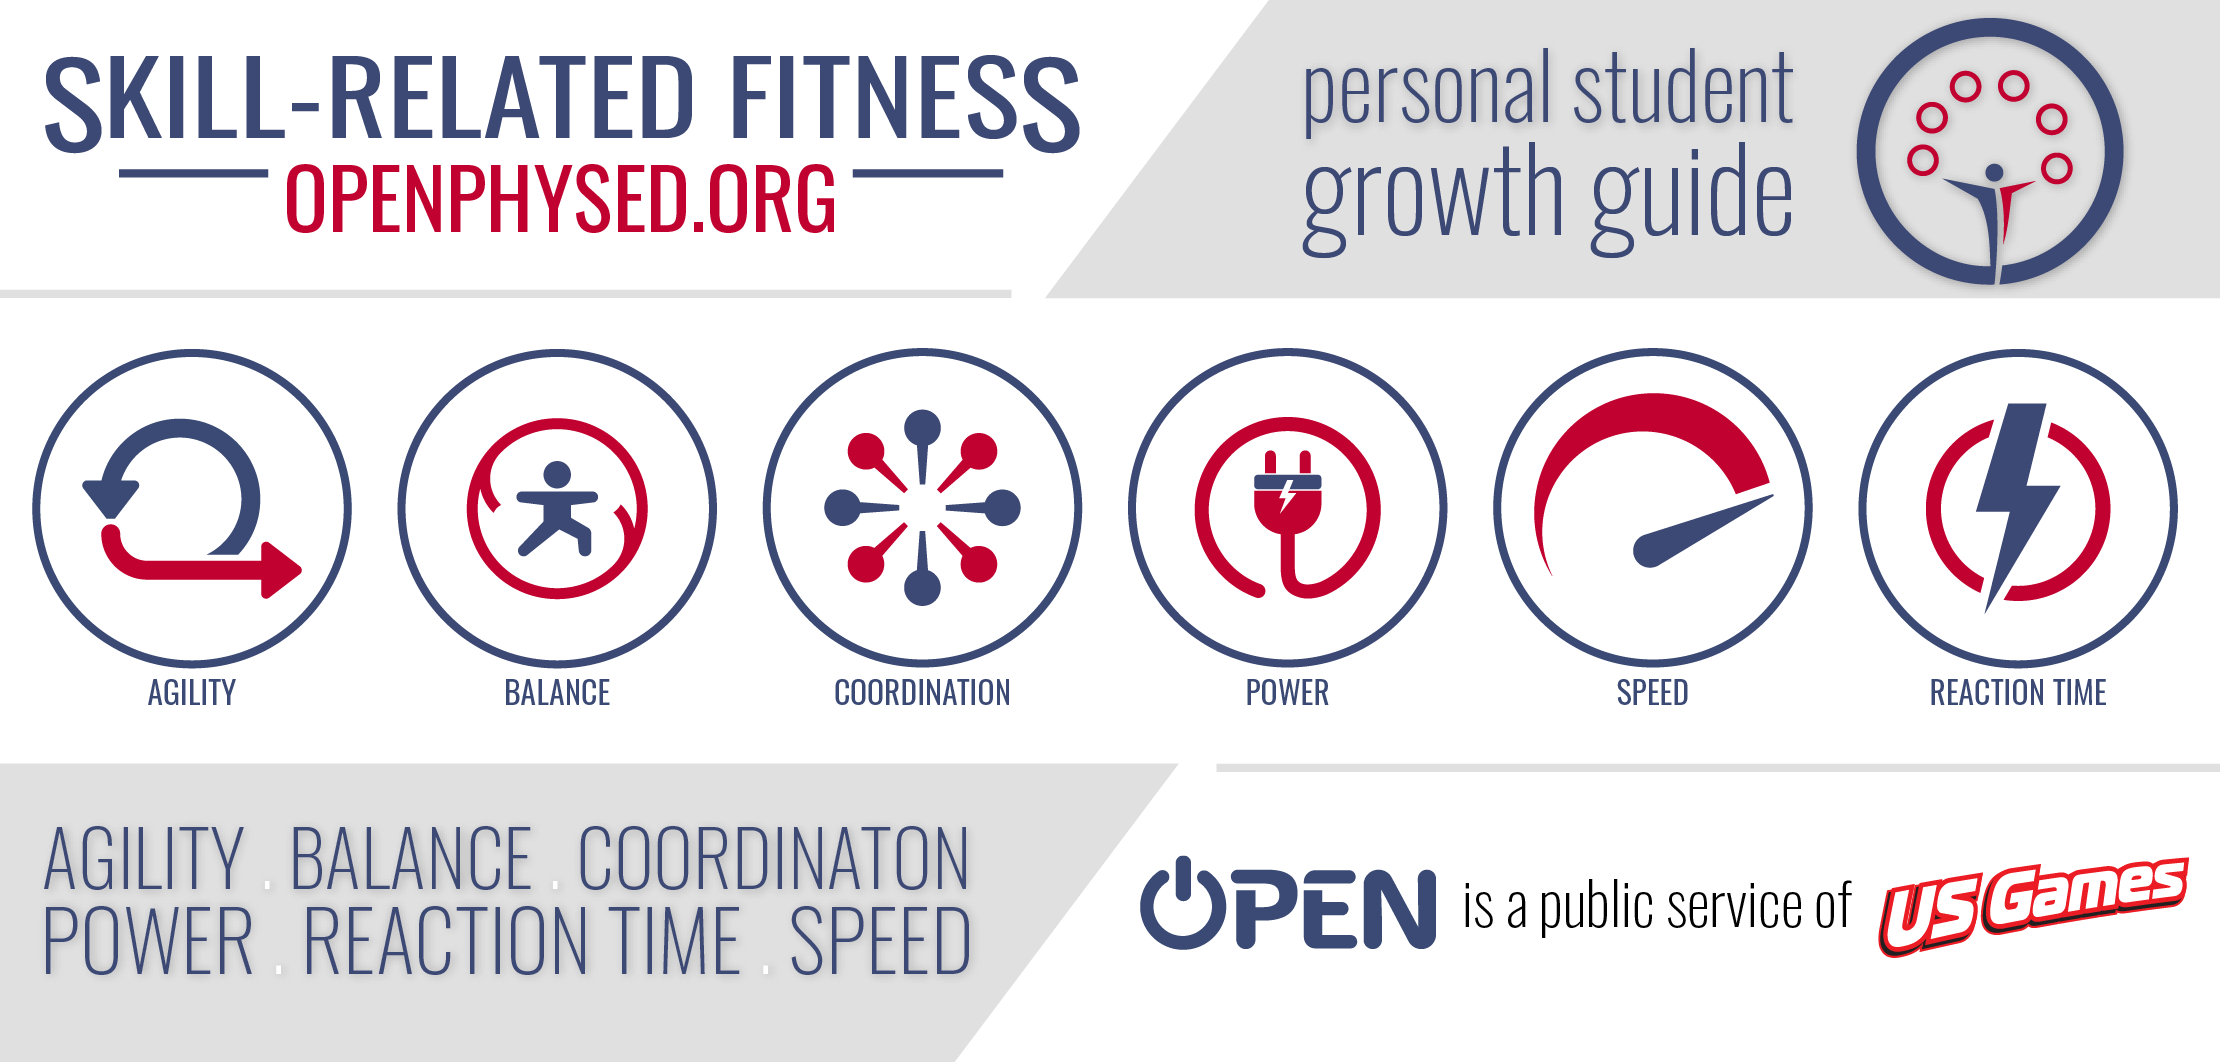 SKILL-RELATED FITNESS
OPENPHYSED.ORG
personal student
growth guide
AGILITY
BALANCE
COORDINATION
POWER
SPEED
REACTION TIME
AGILITY . BALANCE . COORDINATON
POWER . REACTION TIME . SPEED
OPEN is a public service of US Games